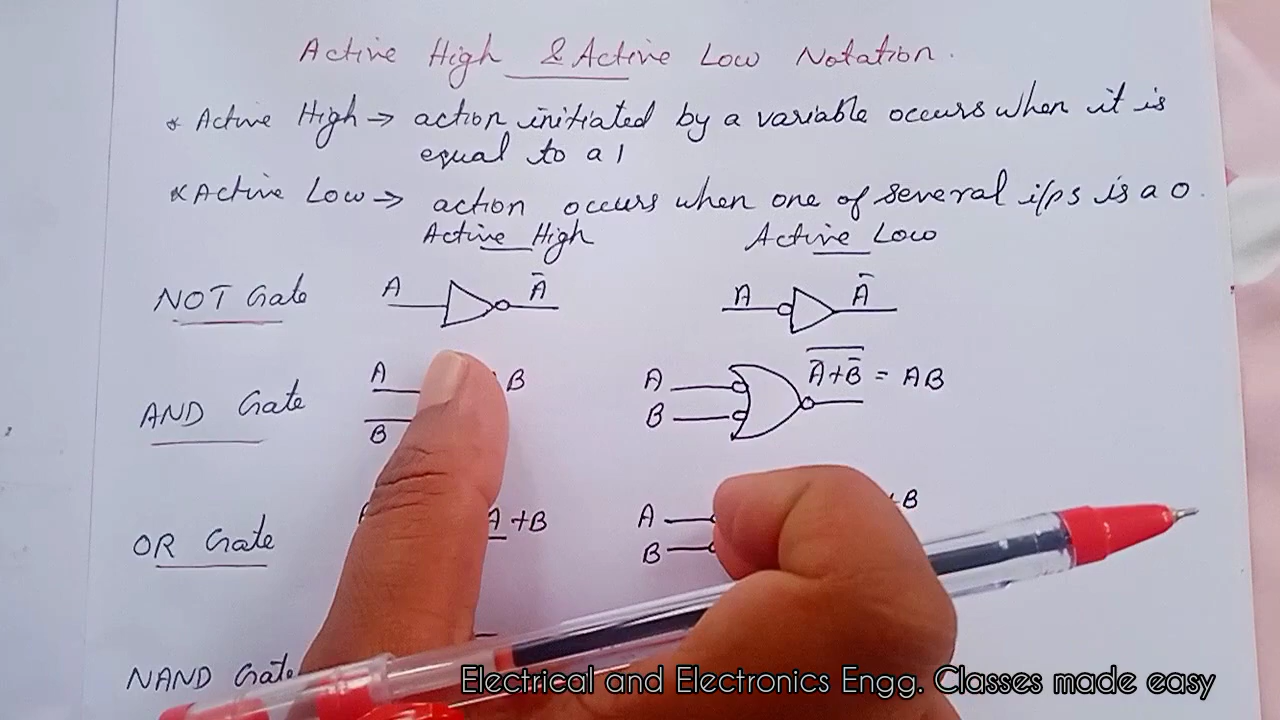 Active High & Active Low Notation.
* Active High → action initiated by a variable occurs when it is
equal to a 1
* Active Low → action occurs when one of several i/ps is a 0.
Active High Active Low
NOT Gate A Ā A Ā
AND Gate A B B A B \overline{Ā+B̄} = AB
OR Gate A+B A B +B
NAND Gate
Electrical and Electronics Engg. Classes made easy